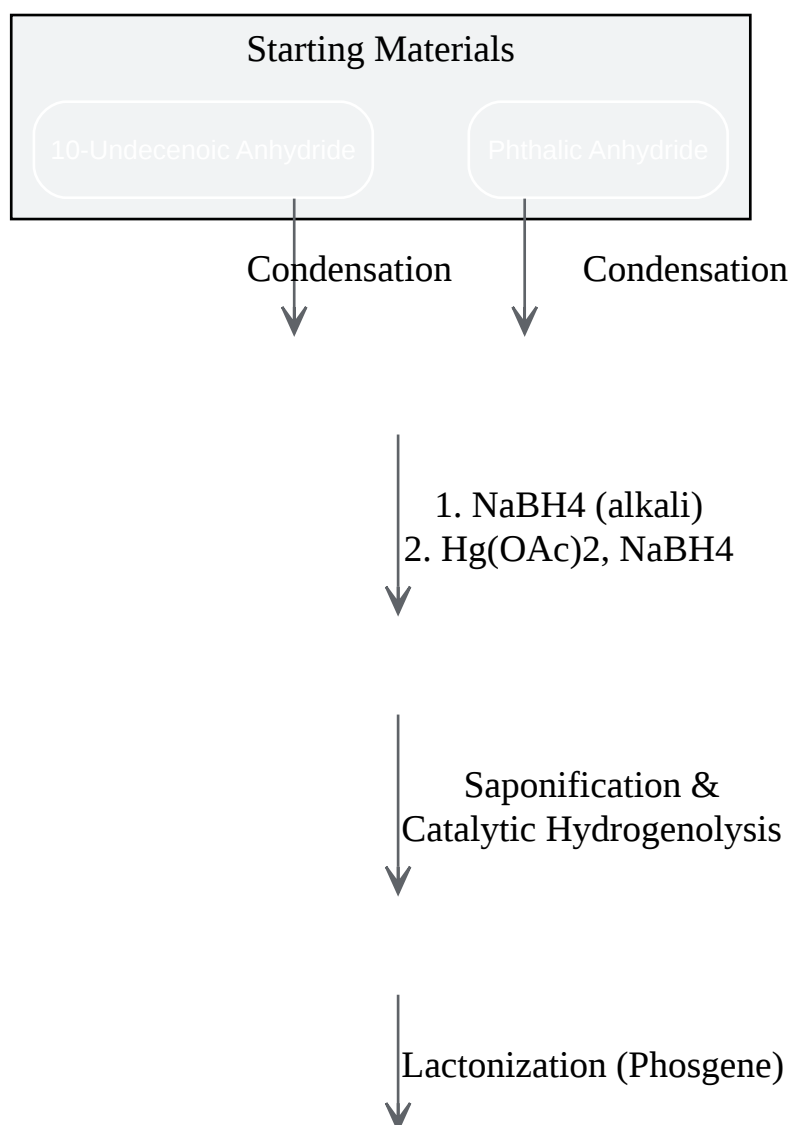 Starting Materials
10-Undecenoic Anhydride
Phthalic Anhydride
Condensation
Condensation
1. NaBH4 (alkali)
2. Hg(OAc)2, NaBH4
Saponification &
Catalytic Hydrogenolysis
Lactonization (Phosgene)